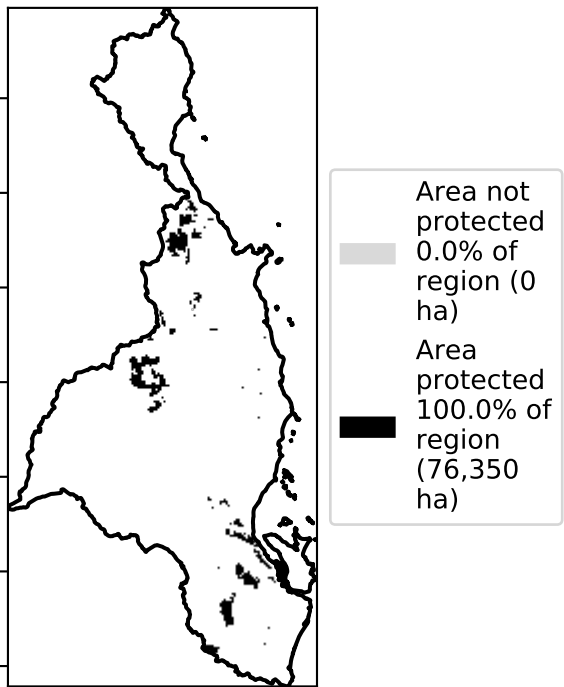 Area not
protected
0.0% of
region (0
ha)
Area
protected
100.0% of
region
(76,350
ha)